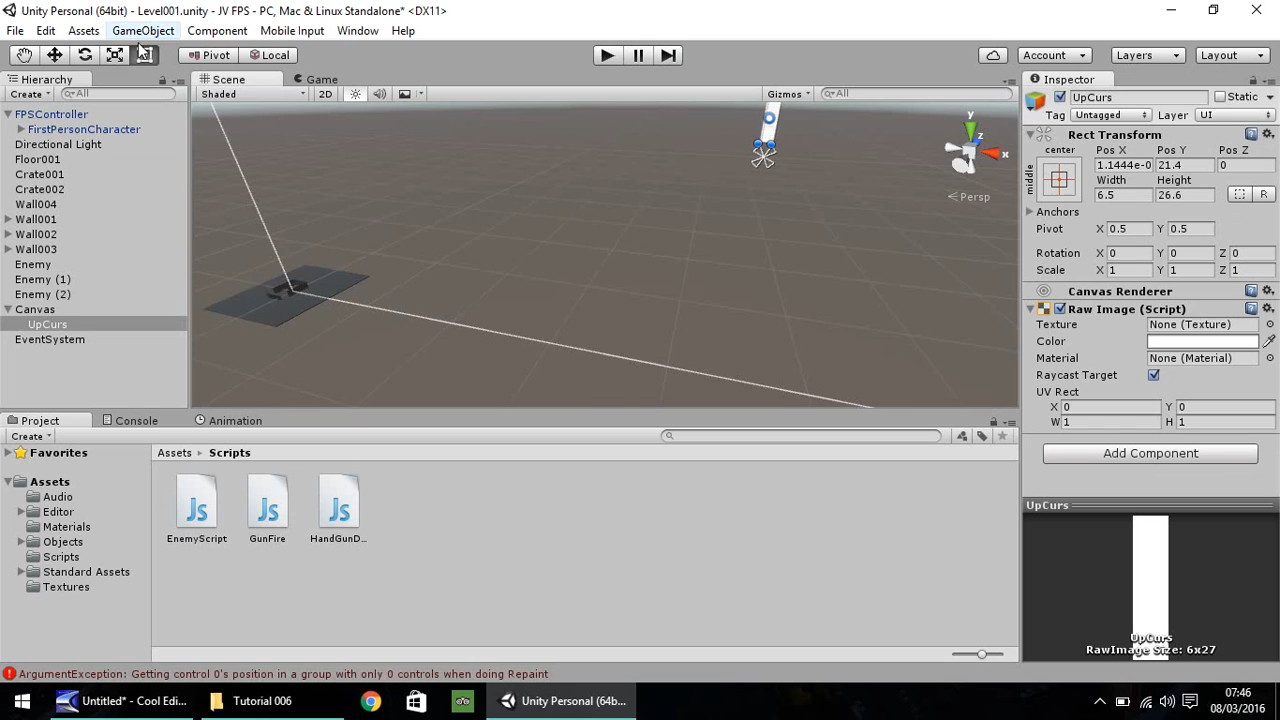 Unity Personal (64bit) - Level001.unity - JV FPS - PC, Mac & Linux Standalone* <DX11>
File Edit Assets GameObject Component Mobile Input Window Help
Pivot Local Account Layers Layout
Hierarchy Scene Game Inspector
Create All Shaded 2D Gizmos All UpCurs Static
Tag Untagged Layer UI
FPSController
FirstPersonCharacter
Directional Light
Floor001
Crate001
Crate002
Wall004
Wall001
Wall002
Wall003
Enemy
Enemy (1)
Enemy (2)
Canvas
UpCurs
EventSystem
y
z
x
Persp
Rect Transform
center Pos X Pos Y Pos Z
middle 1.1444e-0 21.4 0
Width Height
6.5 26.6 R
Anchors
Pivot X 0.5 Y 0.5
Rotation X 0 Y 0 Z 0
Scale X 1 Y 1 Z 1
Canvas Renderer
Raw Image (Script)
Texture None (Texture)
Color
Material None (Material)
Raycast Target
UV Rect
X 0 Y 0
W 1 H 1
Add Component
UpCurs
UpCurs
RawImage Size: 6x27
Project Console Animation
Create
Favorites
Assets
Audio
Editor
Materials
Objects
Scripts
Standard Assets
Textures
Assets Scripts
Js Js Js
EnemyScript GunFire HandGunD...
ArgumentException: Getting control 0's position in a group with only 0 controls when doing Repaint
Untitled* - Cool Edi... Tutorial 006 Unity Personal (64b...
07:46
08/03/2016